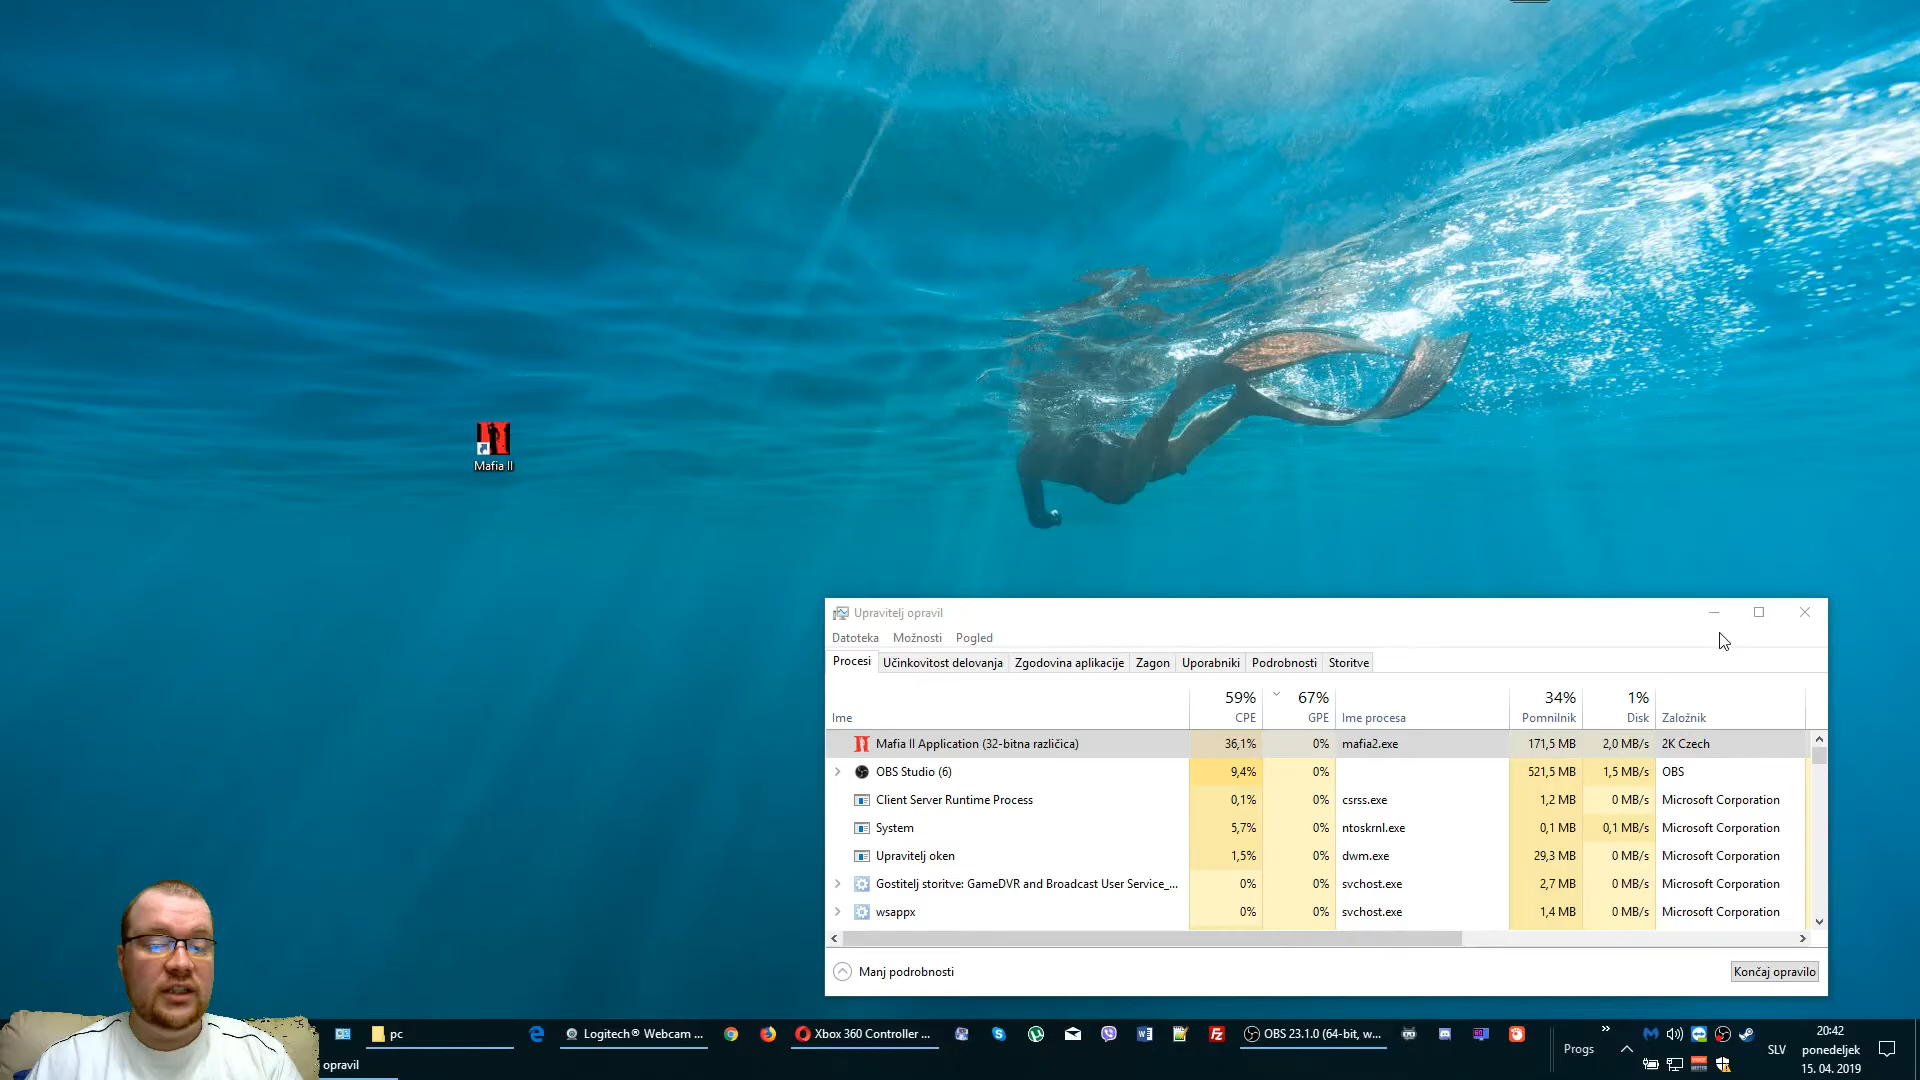 Mafia II
Upravitelj opravil
Datoteka Možnosti Pogled
Procesi Učinkovitost delovanja Zgodovina aplikacije Zagon Uporabniki Podrobnosti Storitve
59% 67% 34% 1%
Ime CPE GPE Ime procesa Pomnilnik Disk Založnik
Mafia II Application (32-bitna različica) 36,1% 0% mafia2.exe 171,5 MB 2,0 MB/s 2K Czech
OBS Studio (6) 9,4% 0% 521,5 MB 1,5 MB/s OBS
Client Server Runtime Process 0,1% 0% csrss.exe 1,2 MB 0 MB/s Microsoft Corporation
System 5,7% 0% ntoskrnl.exe 0,1 MB 0,1 MB/s Microsoft Corporation
Upravitelj oken 1,5% 0% dwm.exe 29,3 MB 0 MB/s Microsoft Corporation
Gostitelj storitve: GameDVR and Broadcast User Service_... 0% 0% svchost.exe 2,7 MB 0 MB/s Microsoft Corporation
wsappx 0% 0% svchost.exe 1,4 MB 0 MB/s Microsoft Corporation
Manj podrobnosti Končaj opravilo
pc Logitech® Webcam ... Xbox 360 Controller ... OBS 23.1.0 (64-bit, w... 
opravil
Progs
SLV
20:42
ponedeljek
15. 04. 2019